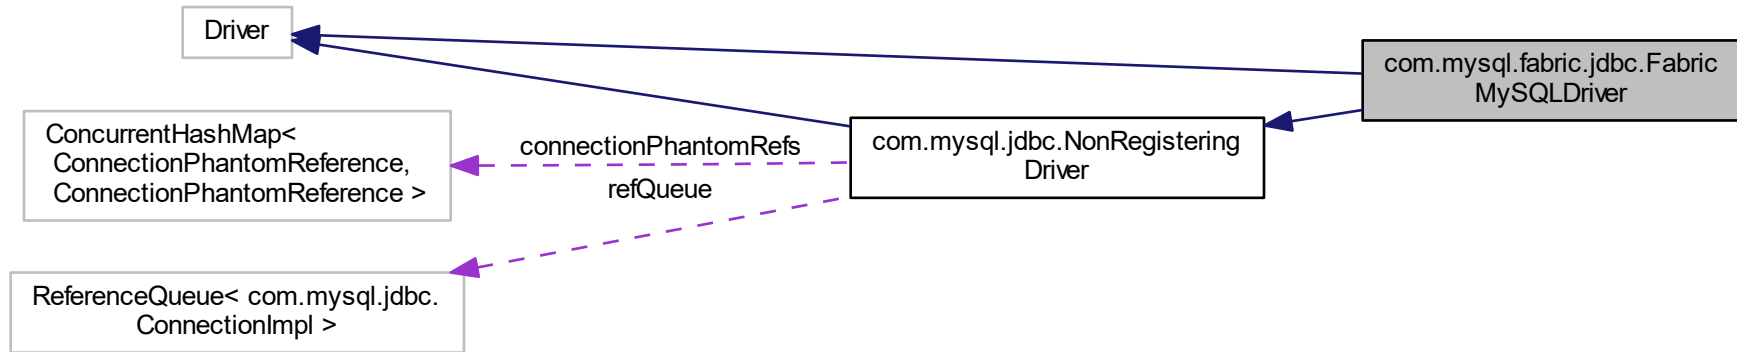 Driver
com.mysql.fabric.jdbc.Fabric
MySQLDriver
ConcurrentHashMap<
ConnectionPhantomReference,
ConnectionPhantomReference >
connectionPhantomRefs
refQueue
com.mysql.jdbc.NonRegistering
Driver
ReferenceQueue< com.mysql.jdbc.
ConnectionImpl >